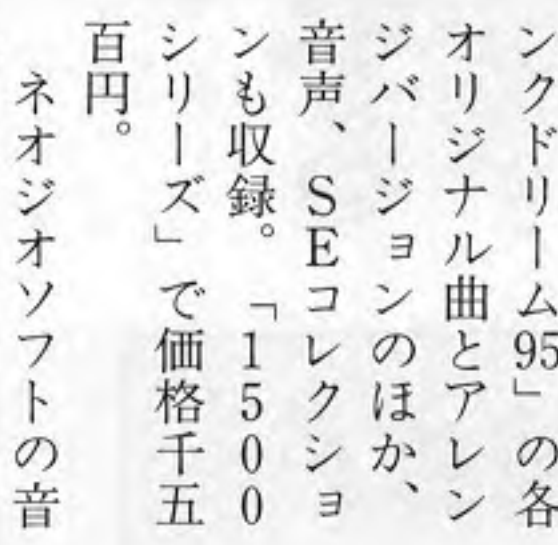 ンクドリーム95」の各
オリジナル曲とアレン
ジバージョンのほか、
音声、SEコレクショ
ンも収録。「1500
シリーズ」で価格千五
百円。
ネオジオソフトの音